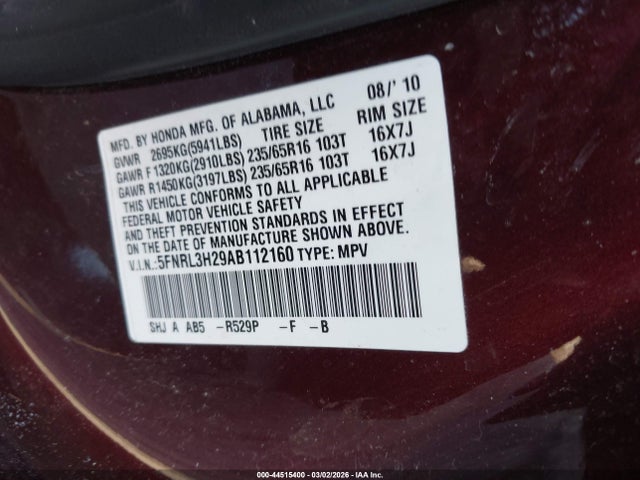 MFD. BY HONDA MFG. OF ALABAMA, LLC 08/' 10
GVWR 2695KG(5941LBS) TIRE SIZE RIM SIZE
GAWR F 1320KG(2910LBS) 235/65R16 103T 16X7J
GAWR R1450KG(3197LBS) 235/65R16 103T 16X7J
THIS VEHICLE CONFORMS TO ALL APPLICABLE
FEDERAL MOTOR VEHICLE SAFETY
AND THEFT PREVENTION STANDARDS IN EFFECT
ON THE DATE OF MANUFACTURE SHOWN ABOVE.
V.I.N.:5FNRL3H29AB112160 TYPE: MPV
SHJ A AB5 -R529P -F -B
000-44515400 - 03/02/2026 - IAA Inc.